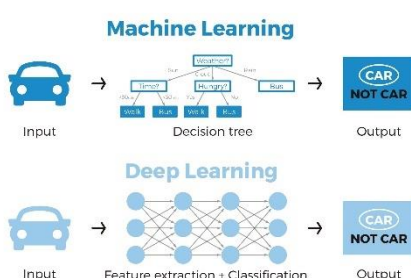 Machine Learning
Weather?
Time?
Hungry?
Bus
Walk
Bus
Walk
Bus
Input
Decision tree
CAR
NOT CAR
Output
Deep Learning
CAR
NOT CAR
Input
Feature extraction + Classification
Output